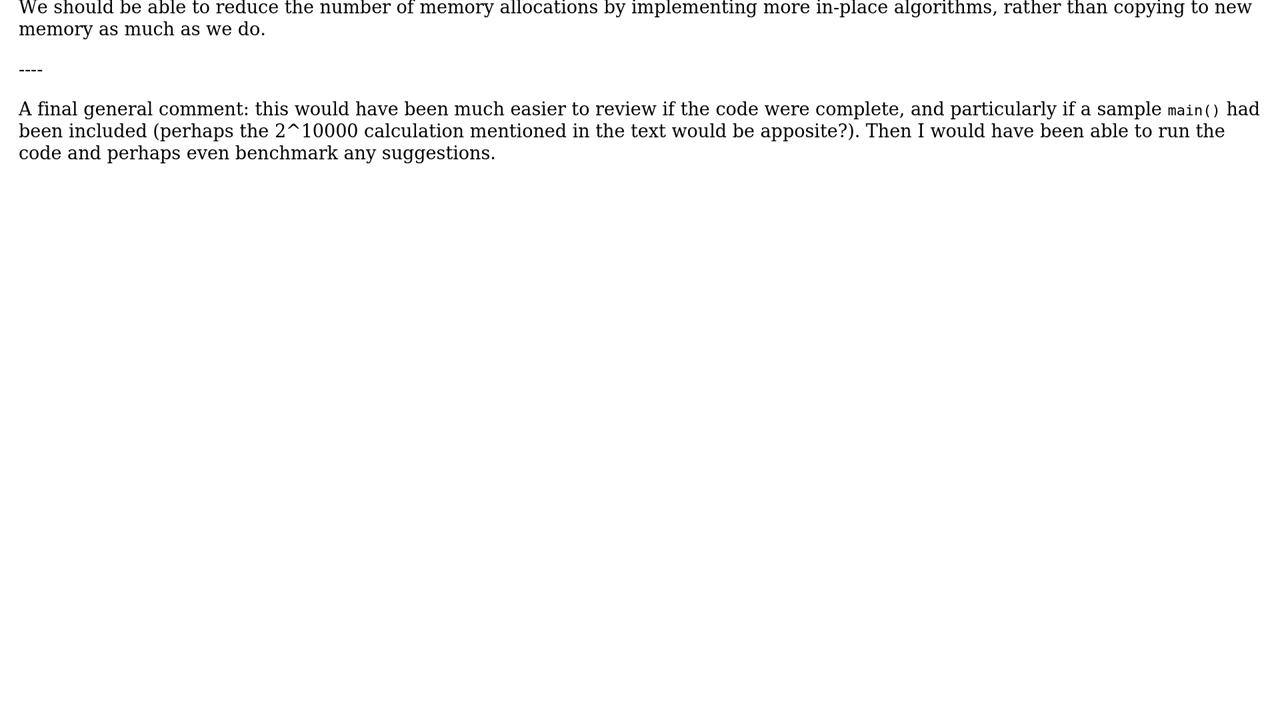 We should be able to reduce the number of memory allocations by implementing more in-place algorithms, rather than copying to new
memory as much as we do.
----
A final general comment: this would have been much easier to review if the code were complete, and particularly if a sample main() had
been included (perhaps the 2^10000 calculation mentioned in the text would be apposite?). Then I would have been able to run the
code and perhaps even benchmark any suggestions.